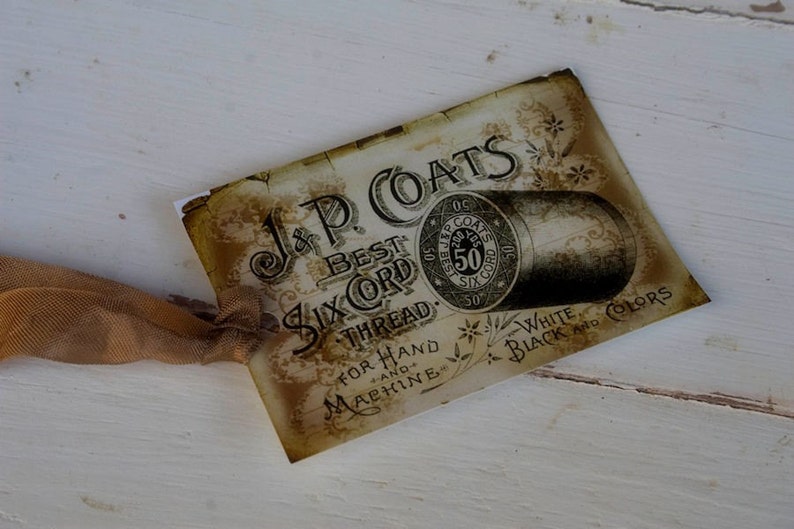 J. & P. COATS
BEST
SIX CORD
THREAD.
FOR HAND
AND
MACHINE
WHITE
BLACK AND COLORS
50
J. & P. COATS
200 YDS
50
BEST SIX CORD
50
50
50